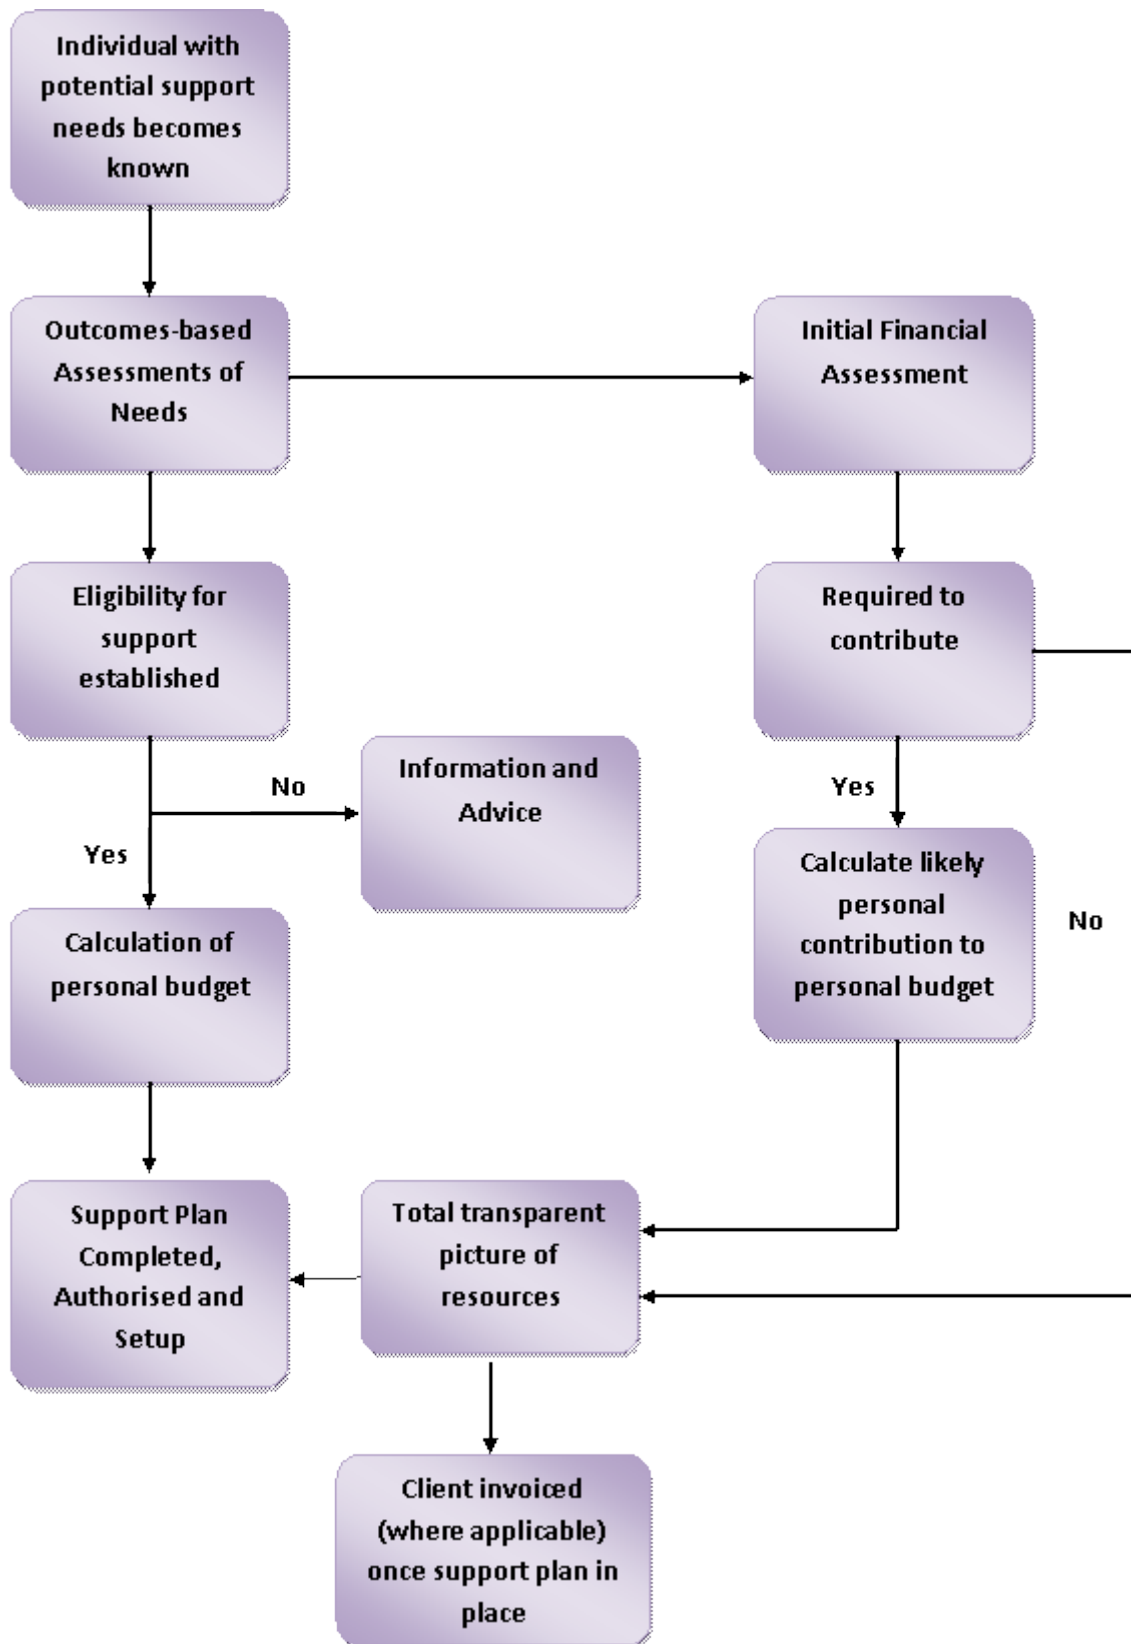 Individual with
potential support
needs becomes
known
Outcomes-based
Assessments of
Needs
Initial Financial
Assessment
Eligibility for
support
established
Required to
contribute
No
Information and
Advice
Yes
Yes
Calculate likely
personal
contribution to
personal budget
No
Calculation of
personal budget
Support Plan
Completed,
Authorised and
Setup
Total transparent
picture of
resources
Client invoiced
(where applicable)
once support plan in
place